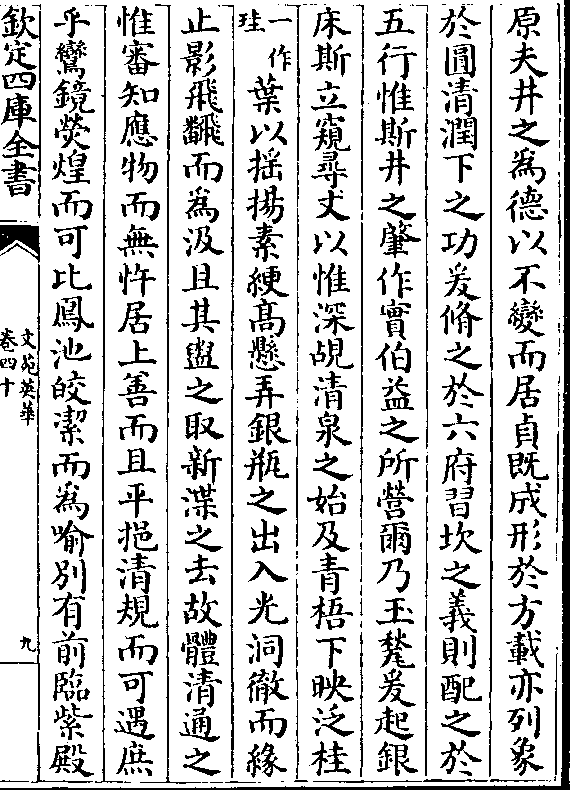 原夫井之為德以不變而居貞既成形於方載亦列象
於圓清潤下之功爰脩之於六府習坎之義則配之於
五行惟斯井之肇作實伯益之所營爾乃玉甃爰起銀
床斯立窺尋丈以惟深覘清泉之始及青梧下映泛桂
一作珪
葉以揺揚素綆髙懸弄銀瓶之出入光洞徹而緣
止影飛翻而為汲且其盥之取新渫之去故體清通之
惟審知應物而無忤居上善而且平挹清規而可遇庶
乎鸞鏡熒煌而可比鳳池皎潔而為喻别有前臨紫殿
欽定四庫全書
文苑英華
卷四十
九